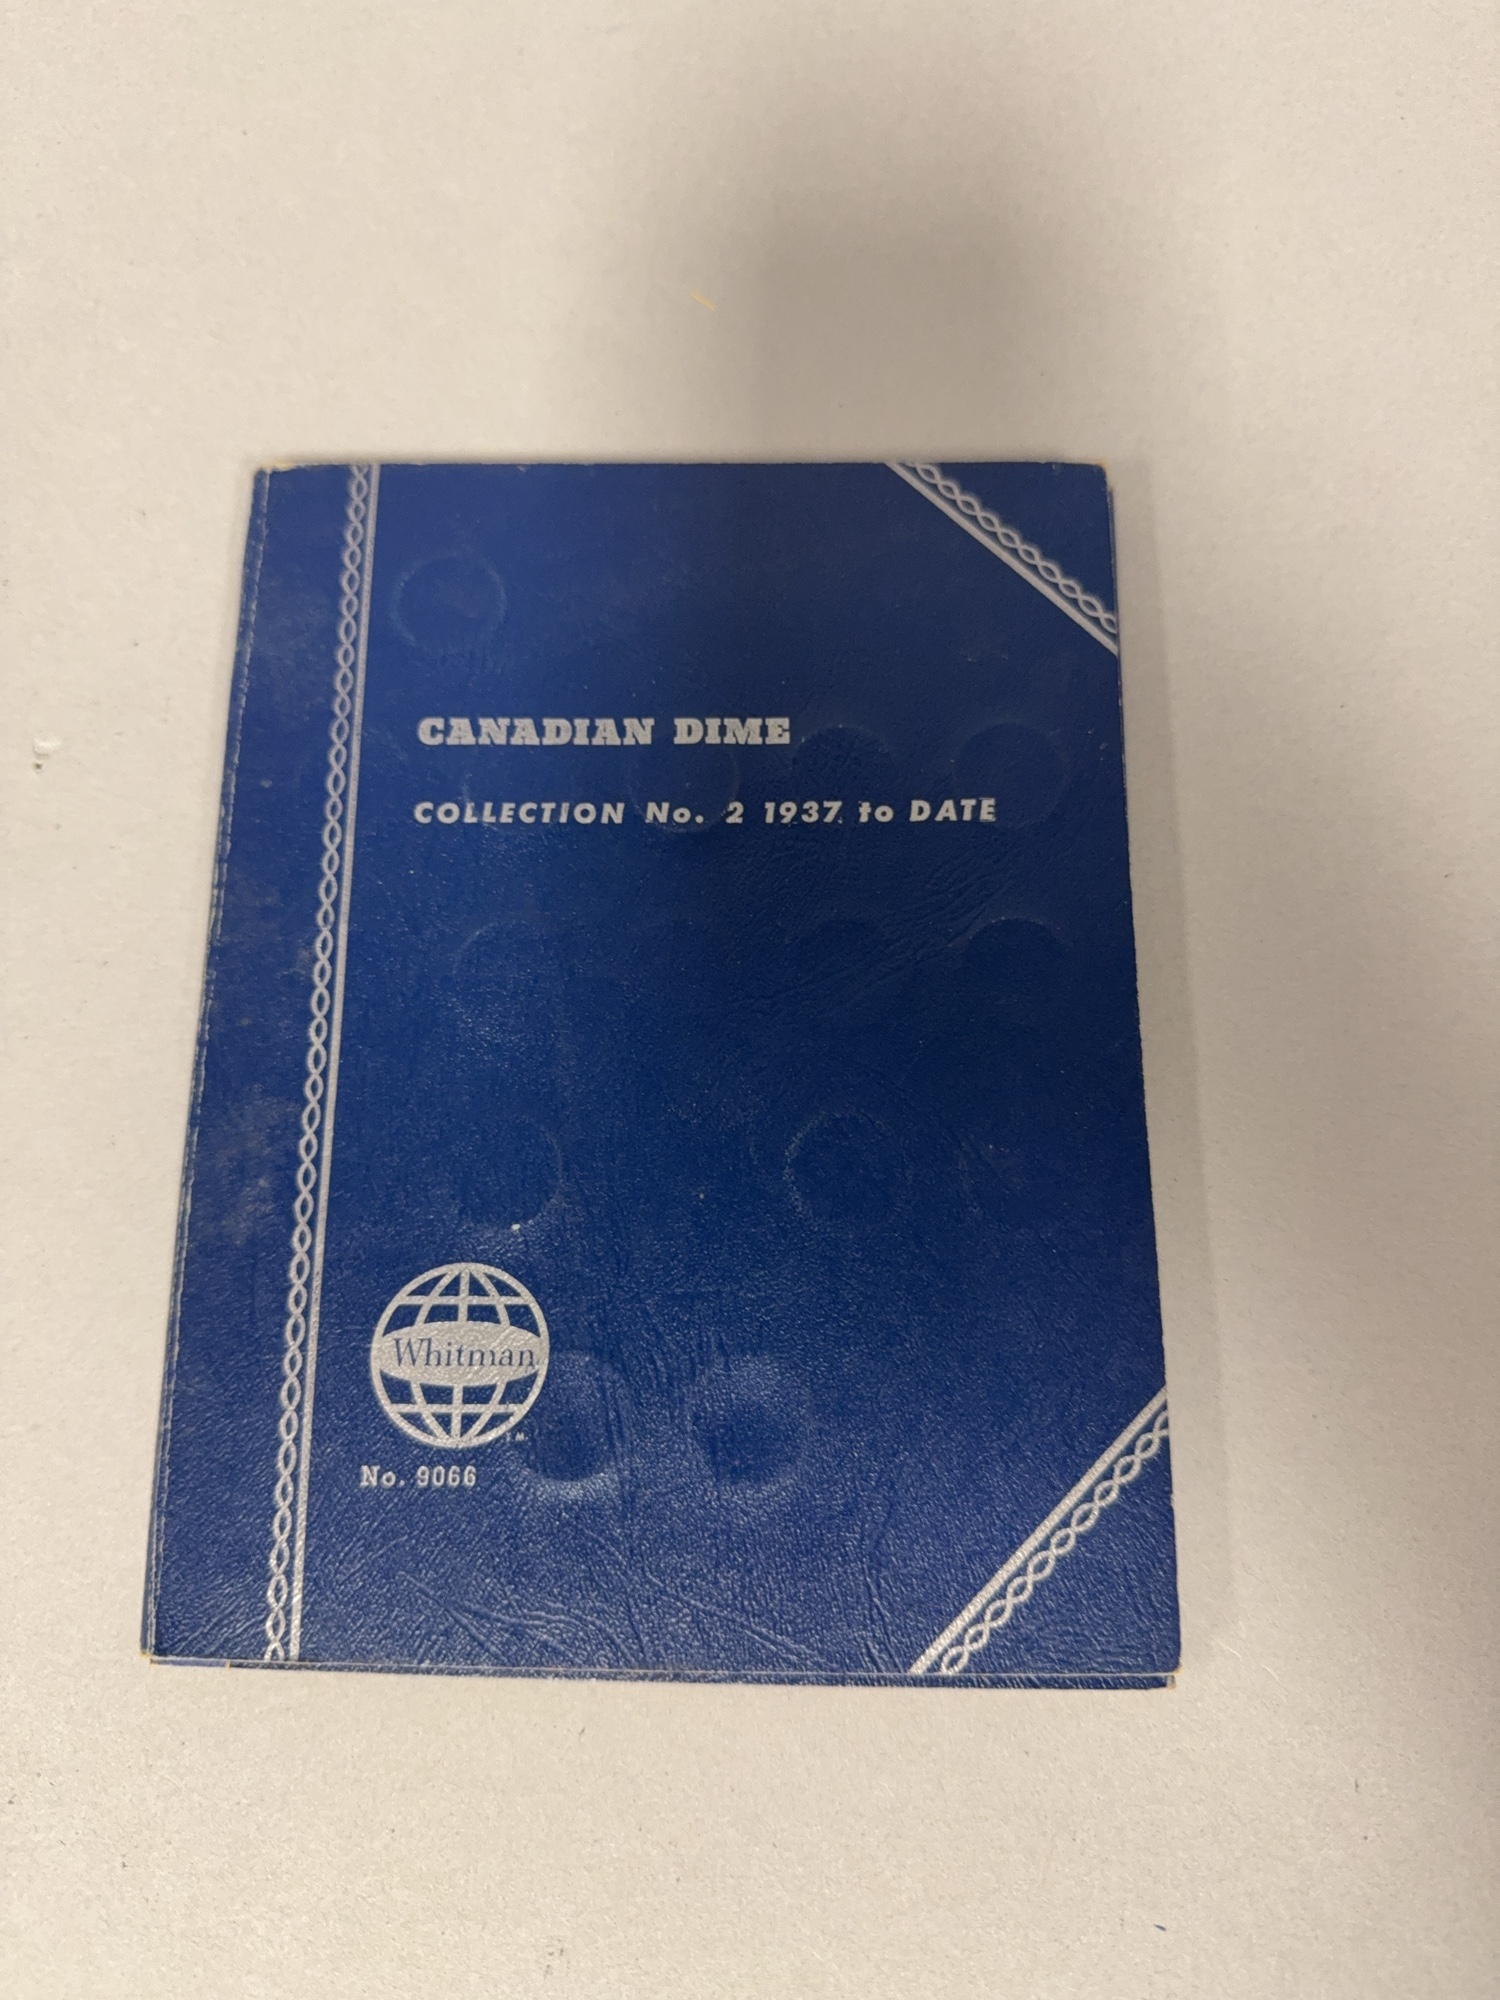 CANADIAN DIME
COLLECTION No. 2 1937 to DATE
Whitman
T.M.
No. 9066